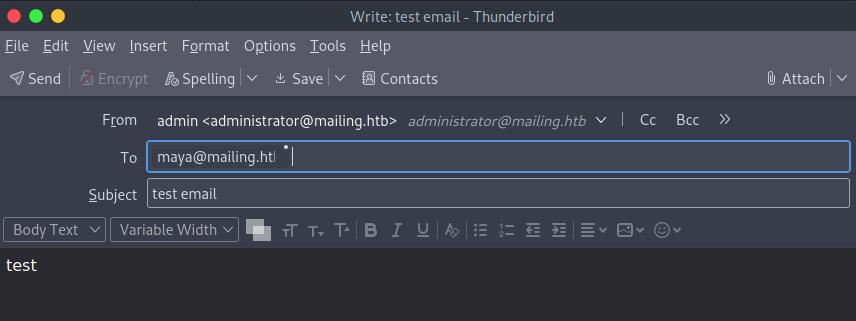 Write: test email - Thunderbird
File Edit View Insert Format Options Tools Help
Send Encrypt Spelling Save Contacts Attach
From admin <administrator@mailing.htb> administrator@mailing.htb Cc Bcc
To maya@mailing.ht
Subject test email
Body Text Variable Width
test